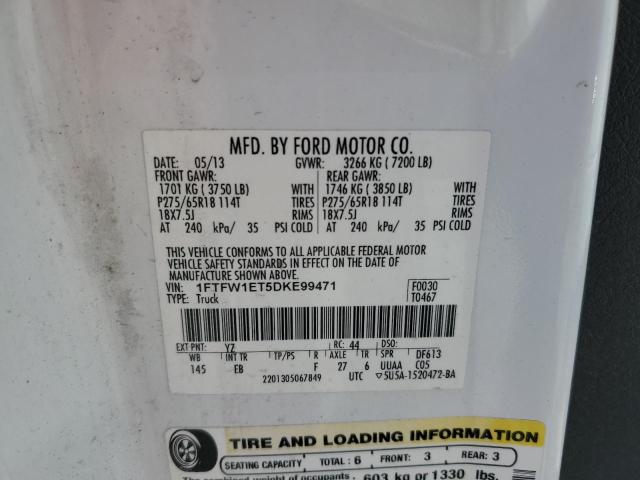 MFD. BY FORD MOTOR CO.
DATE: 05/13 GVWR: 3266 KG ( 7200 LB)
FRONT GAWR: REAR GAWR:
1701 KG ( 3750 LB) WITH 1746 KG ( 3850 LB) WITH
P275/65R18 114T TIRES P275/65R18 114T TIRES
18X7.5J RIMS 18X7.5J RIMS
AT 240 kPa/ 35 PSI COLD AT 240 kPa/ 35 PSI COLD
THIS VEHICLE CONFORMS TO ALL APPLICABLE FEDERAL MOTOR
VEHICLE SAFETY STANDARDS IN EFFECT ON THE DATE OF
MANUFACTURE SHOWN ABOVE.
VIN: 1FTFW1ET5DKE99471 F0030
TYPE: Truck T0467
EXT PNT: YZ RC: 44 DSO:
WB INT TR TP/PS R AXLE TR SPR DF613
145 EB F 27 6 UUAA C05
2201305067849 UTC ▽5U5A-1520472-BA
TIRE AND LOADING INFORMATION
SEATING CAPACITY TOTAL: 6 FRONT: 3 REAR: 3
The combined weight of occupants 603 kg or 1330 lbs.